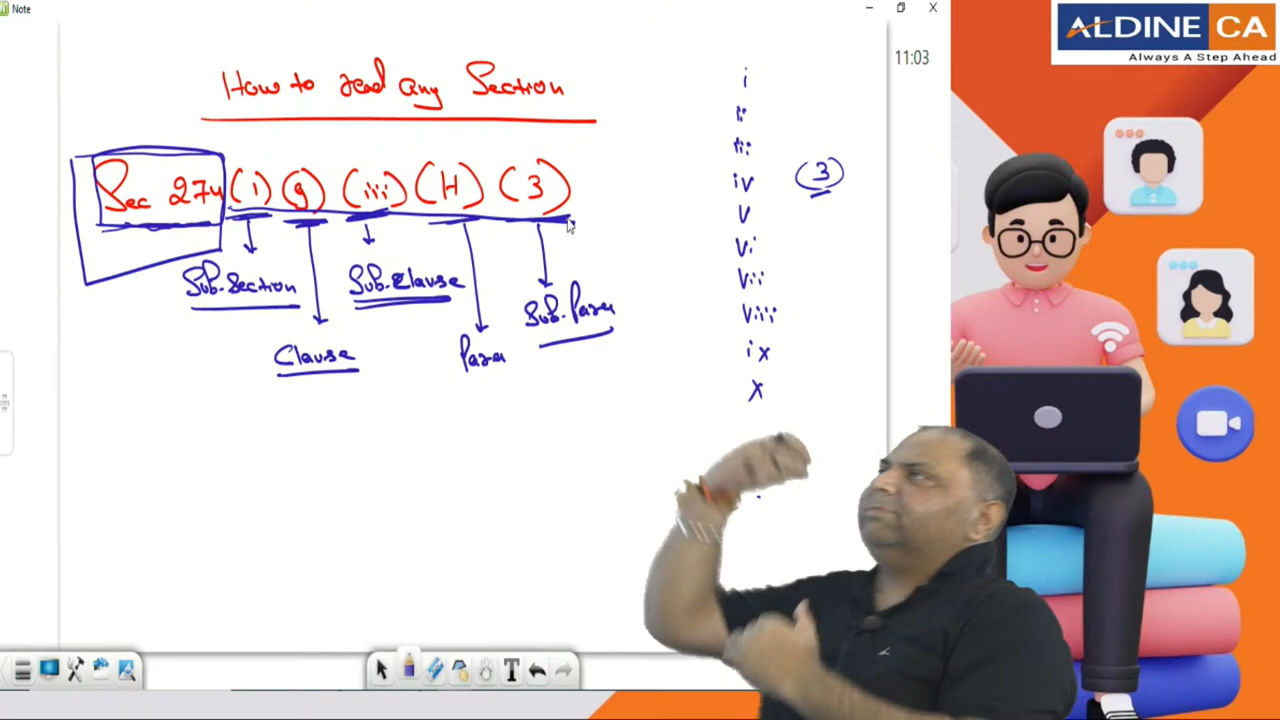 Note
ALDINE CA
Always A Step Ahead
11:03
How to read any Section
Sec 274 (1) (g) (iii) (H) (3)
Sub-Section
Sub-Clause
Sub-Para
Clause
Para
i
ii
iii
iv
v
vi
vii
viii
ix
x
(3)
T